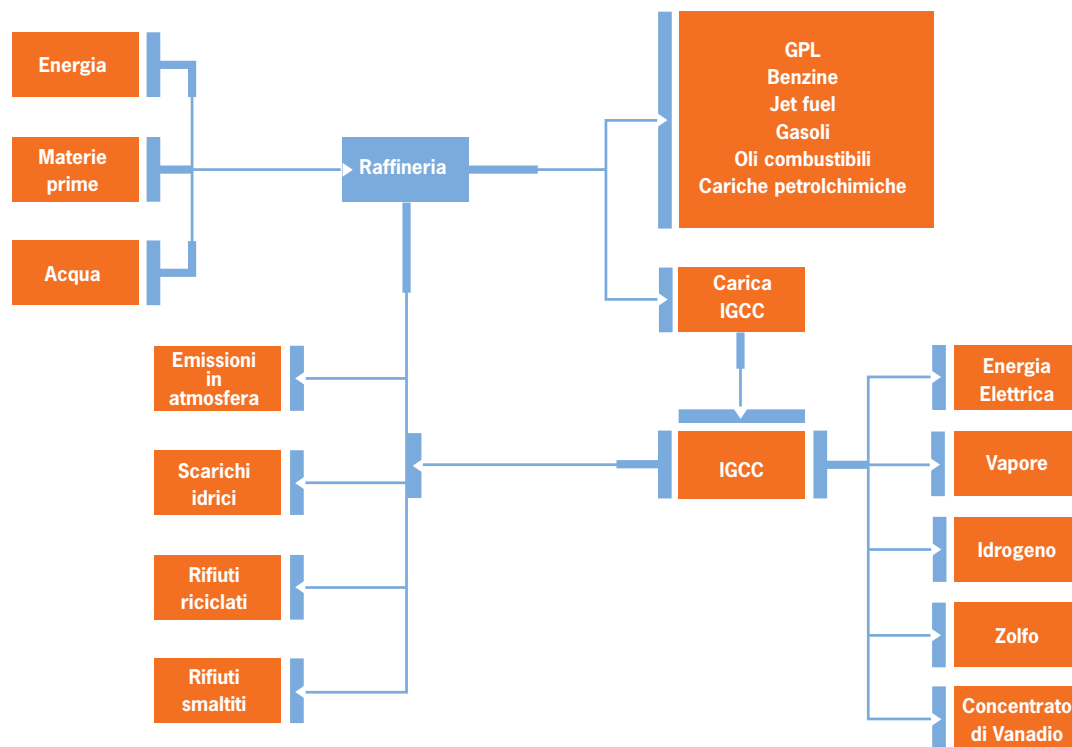 Energia
Materie
prime
Acqua
Raffineria
GPL
Benzine
Jet fuel
Gasoli
Oli combustibili
Cariche petrolchimiche
Carica
IGCC
Emissioni
in
atmosfera
Scarichi
idrici
Rifiuti
riciclati
Rifiuti
smaltiti
IGCC
Energia
Elettrica
Vapore
Idrogeno
Zolfo
Concentrato
di Vanadio